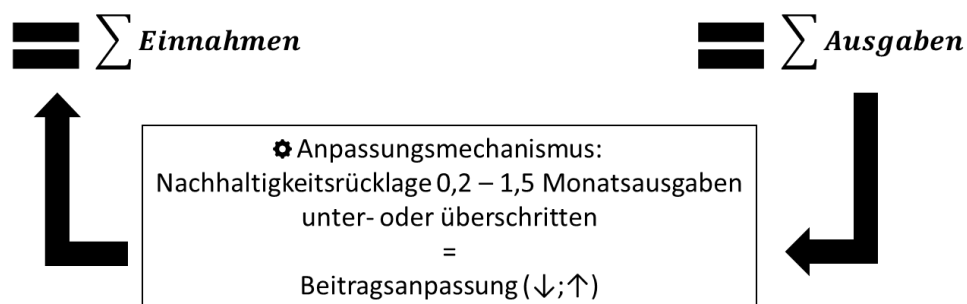 = ∑ Einnahmen
= ∑ Ausgaben
Anpassungsmechanismus:
Nachhaltigkeitsrücklage 0,2 – 1,5 Monatsausgaben
unter- oder überschritten
=
Beitragsanpassung (↓;↑)